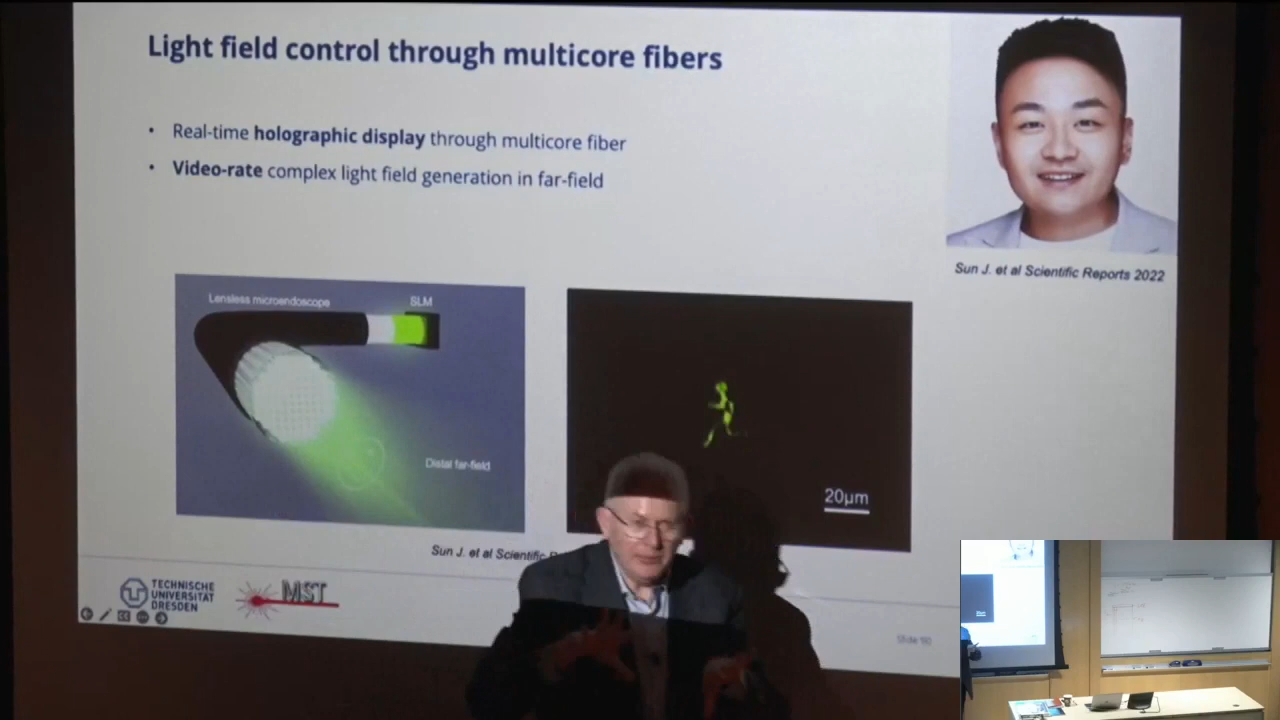 Light field control through multicore fibers
• Real-time holographic display through multicore fiber
• Video-rate complex light field generation in far-field
Sun J. et al Scientific Reports 2022
Lensless microendoscope
SLM
Distal far-field
20µm
Sun J. et al Scientific
TECHNISCHE
UNIVERSITÄT
DRESDEN
MST